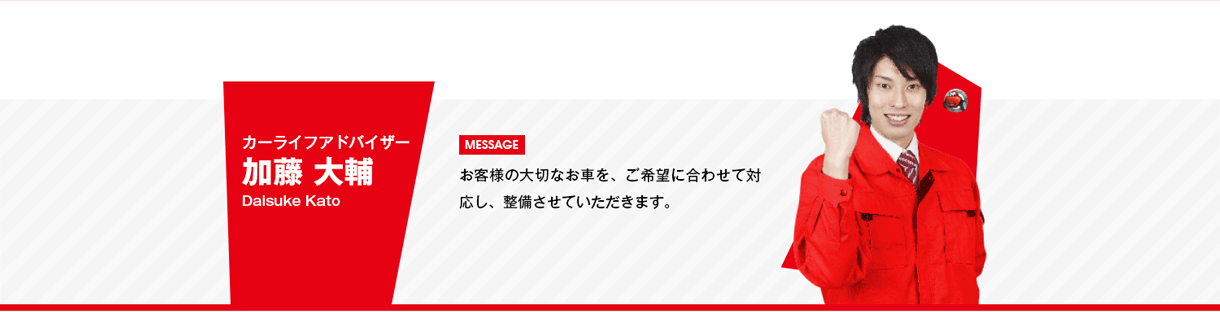 カーライフアドバイザー
加藤 大輔
Daisuke Kato
MESSAGE
お客様の大切なお車を、ご希望に合わせて対
応し、整備させていただきます。